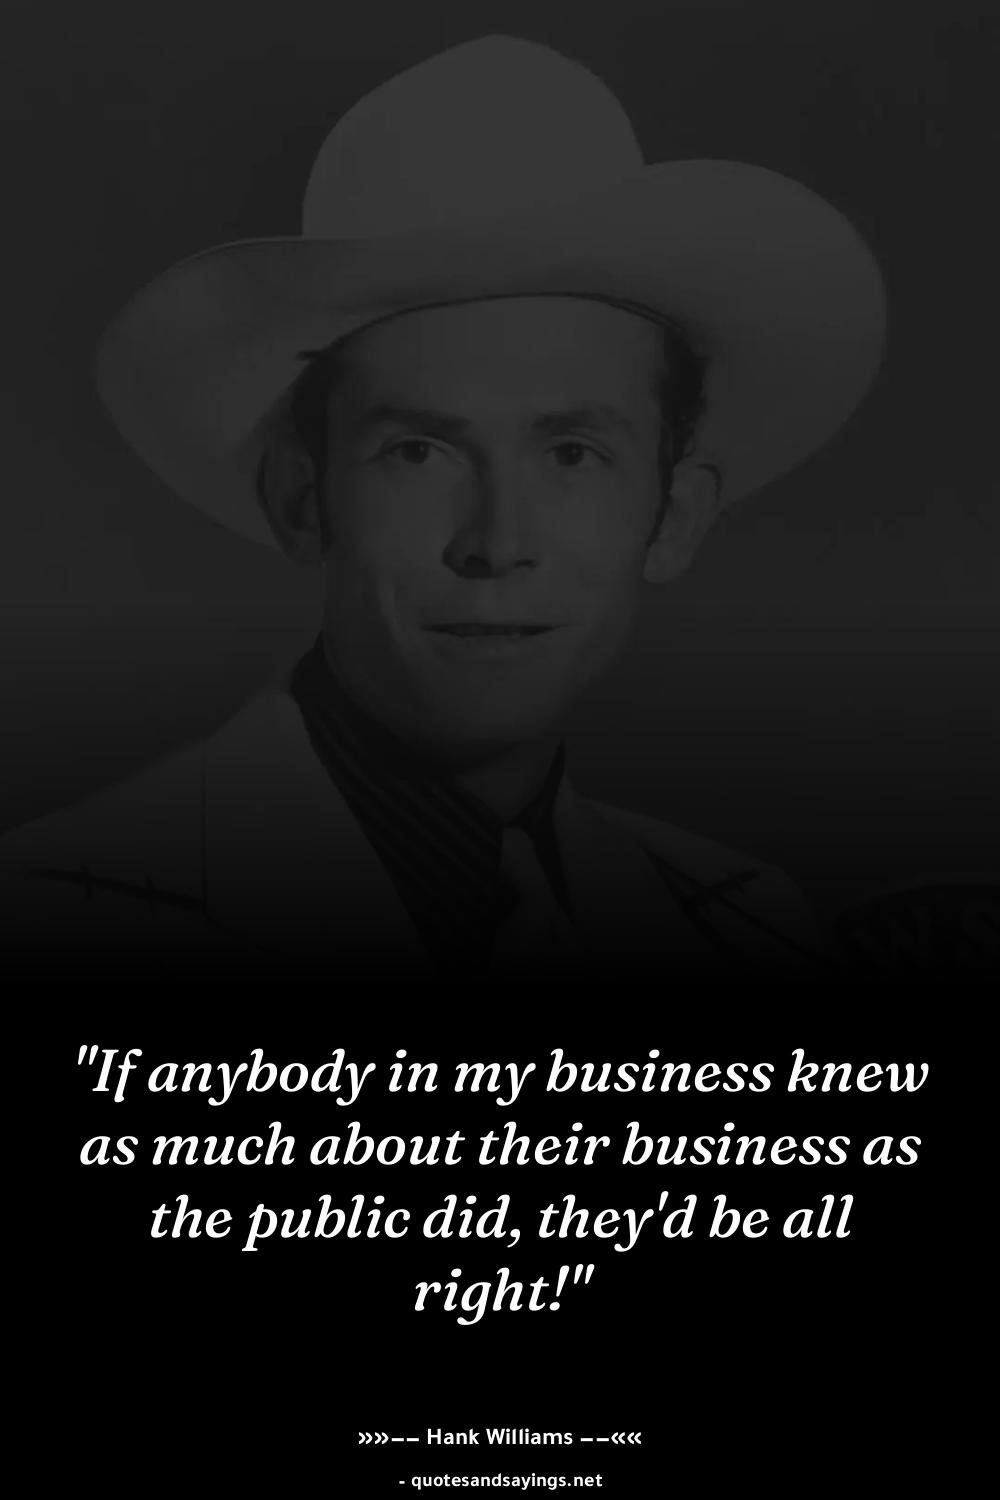 W S
"If anybody in my business knew
as much about their business as
the public did, they'd be all
right!"
»»−− Hank Williams −−««
- quotesandsayings.net